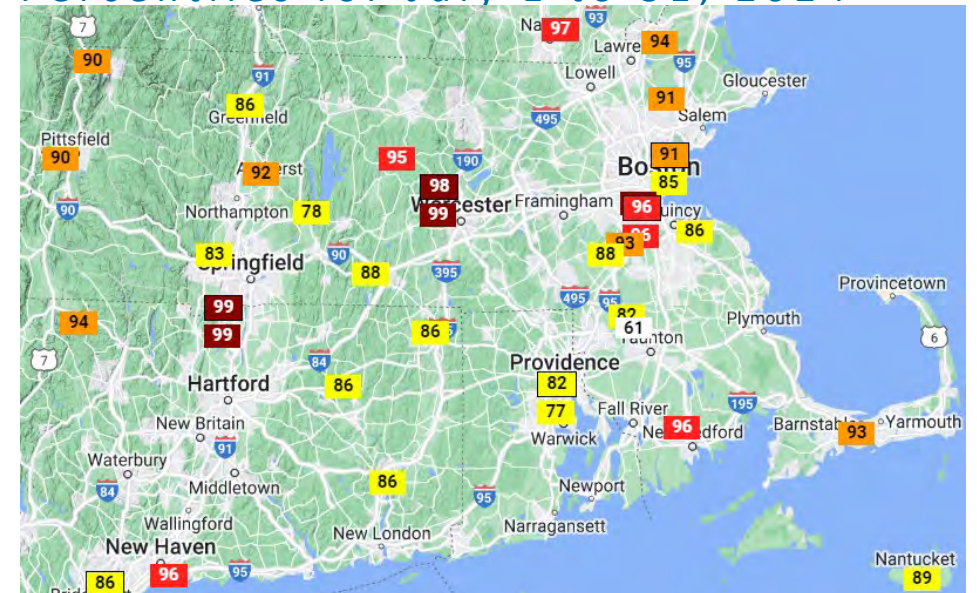 7
93
97
94
Lawre
90
95
Lowell
91
Gloucester
86
91
Greenfield
Salem
495
Pittsfield
90
95
190
91
Boston
92
98
85
Northampton
78
99
Worcester
Framingham
96
Quincy
90
86
93
83
90
88
Springfield
88
395
495
95
Provincetown
99
82
94
61
Plymouth
99
86
Taunton
6
7
84
Providence
Hartford
86
82
77
Fall River
195
New Britain
96
New Bedford
Barnstable
Yarmouth
93
91
Warwick
Waterbury
84
Middletown
86
95
Newport
Wallingford
New London
Narragansett
New Haven
Nantucket
86
96
95
89